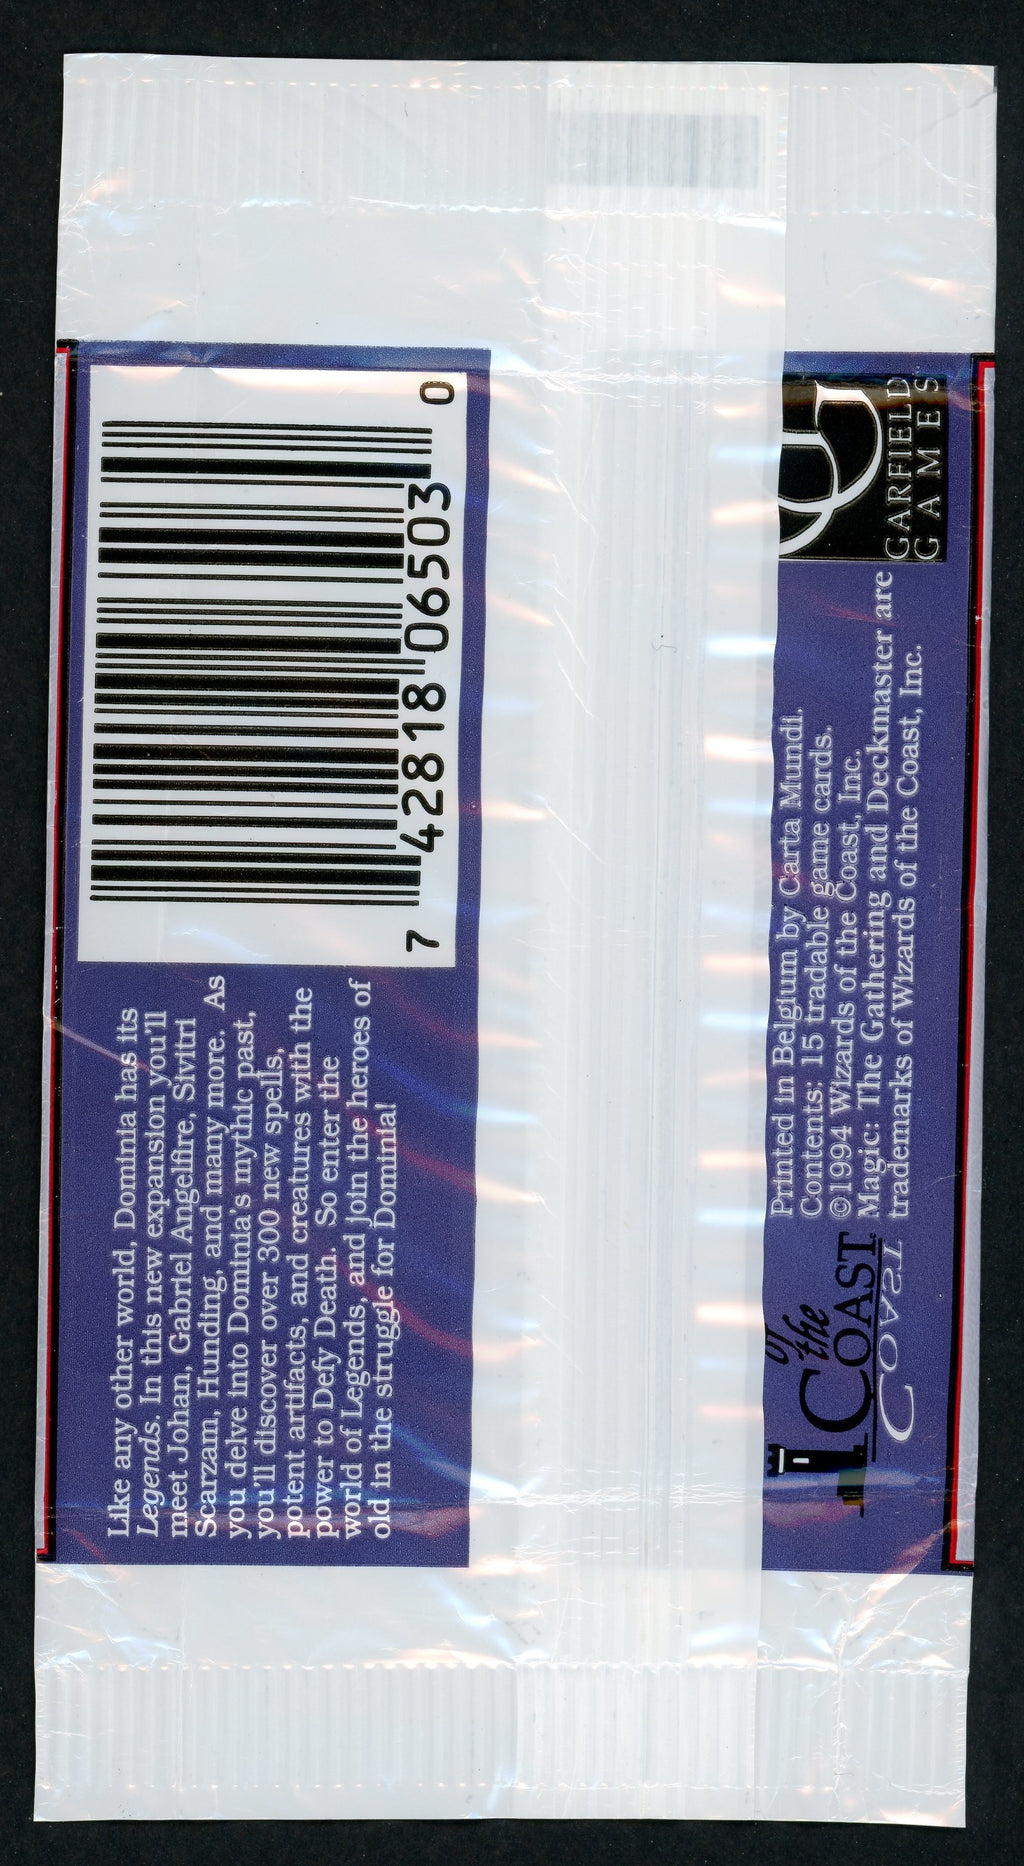 Like any other world, Dominia has its
Legends. In this new expansion you'll
meet Johan, Gabriel Angelfire, Sivitri
Scarzam, Hunding, and many more. As
you delve into Dominia's mythic past,
you'll discover over 300 new spells,
potent artifacts, and creatures with the
power to Defy Death. So enter the
world of Legends, and join the heroes of
old in the struggle for Dominia!
7 42818 06503 0
of
the
COAST
COAST
Printed in Belgium by Carta Mundi.
Contents: 15 tradable game cards.
©1994 Wizards of the Coast, Inc.
Magic: The Gathering and Deckmaster are
trademarks of Wizards of the Coast, Inc.
GARFIELD
GAMES